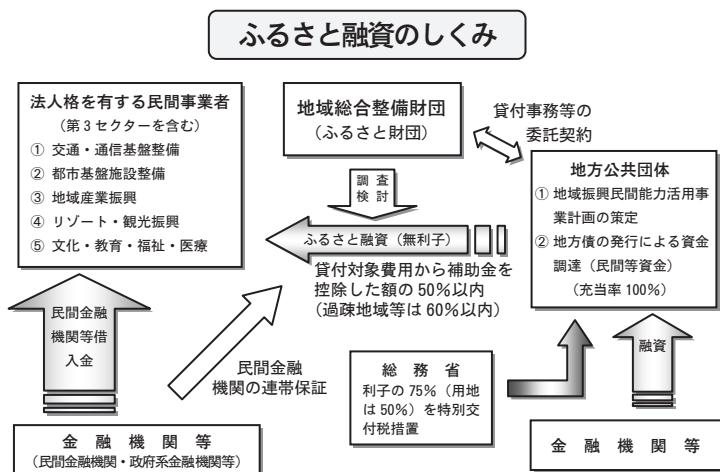 ふるさと融資のしくみ
法人格を有する民間事業者
（第３セクターを含む）
① 交通・通信基盤整備
② 都市基盤施設整備
③ 地域産業振興
④ リゾート・観光振興
⑤ 文化・教育・福祉・医療
地域総合整備財団
（ふるさと財団）
貸付事務等の
委託契約
地方公共団体
① 地域振興民間能力活用事
業計画の策定
② 地方債の発行による資金
調達（民間等資金）
（充当率 100％）
調 査
検 討
ふるさと融資（無利子）
貸付対象費用から補助金を
控除した額の 50％以内
（過疎地域等は 60％以内）
民間金融
機関等借
入金
民間金融
機関の連帯保証
総 務 省
利子の 75％（用地
は 50％）を特別交
付税措置
融資
金 融 機 関 等
（民間金融機関・政府系金融機関等）
金 融 機 関 等